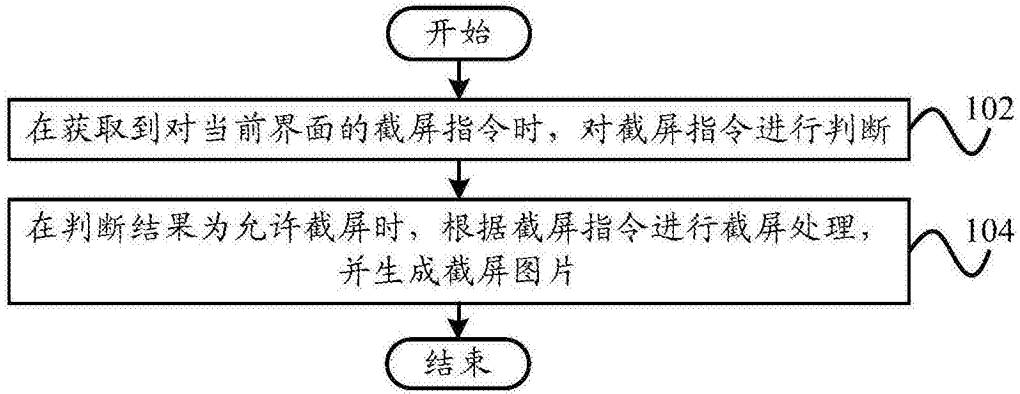 开始
在获取到对当前界面的截屏指令时，对截屏指令进行判断
102
在判断结果为允许截屏时，根据截屏指令进行截屏处理，
并生成截屏图片
104
结束